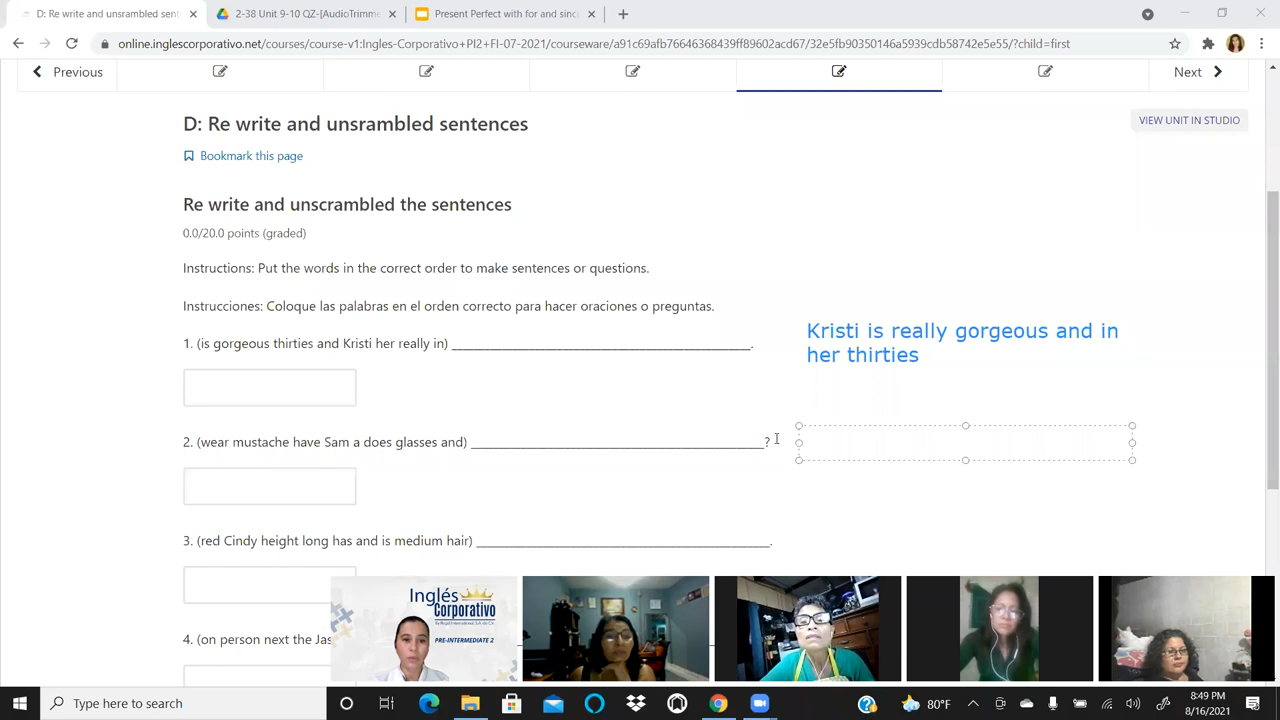 D: Re write and unsrambled sent
2-38 Unit 9-10 QZ-[AudioTrimme
Present Perfect with for and sinc
online.inglescorporativo.net/courses/course-v1:Ingles-Corporativo+PI2+FI-07-2021/courseware/a91c69afb76646368439ff89602acd67/32e5fb90350146a5939cdb58742e5e55/?child=first
Previous
Next
D: Re write and unsrambled sentences
VIEW UNIT IN STUDIO
Bookmark this page
Re write and unscrambled the sentences
0.0/20.0 points (graded)
Instructions: Put the words in the correct order to make sentences or questions.
Instrucciones: Coloque las palabras en el orden correcto para hacer oraciones o preguntas.
1. (is gorgeous thirties and Kristi her really in) ______________________________________________.
Kristi is really gorgeous and in
her thirties
2. (wear mustache have Sam a does glasses and) _____________________________________________?
3. (red Cindy height long has and is medium hair) _____________________________________________.
4. (on person next the Jas
Inglés
Corporativo
PRE-INTERMEDIATE 2
Type here to search
80°F
8:49 PM
8/16/2021